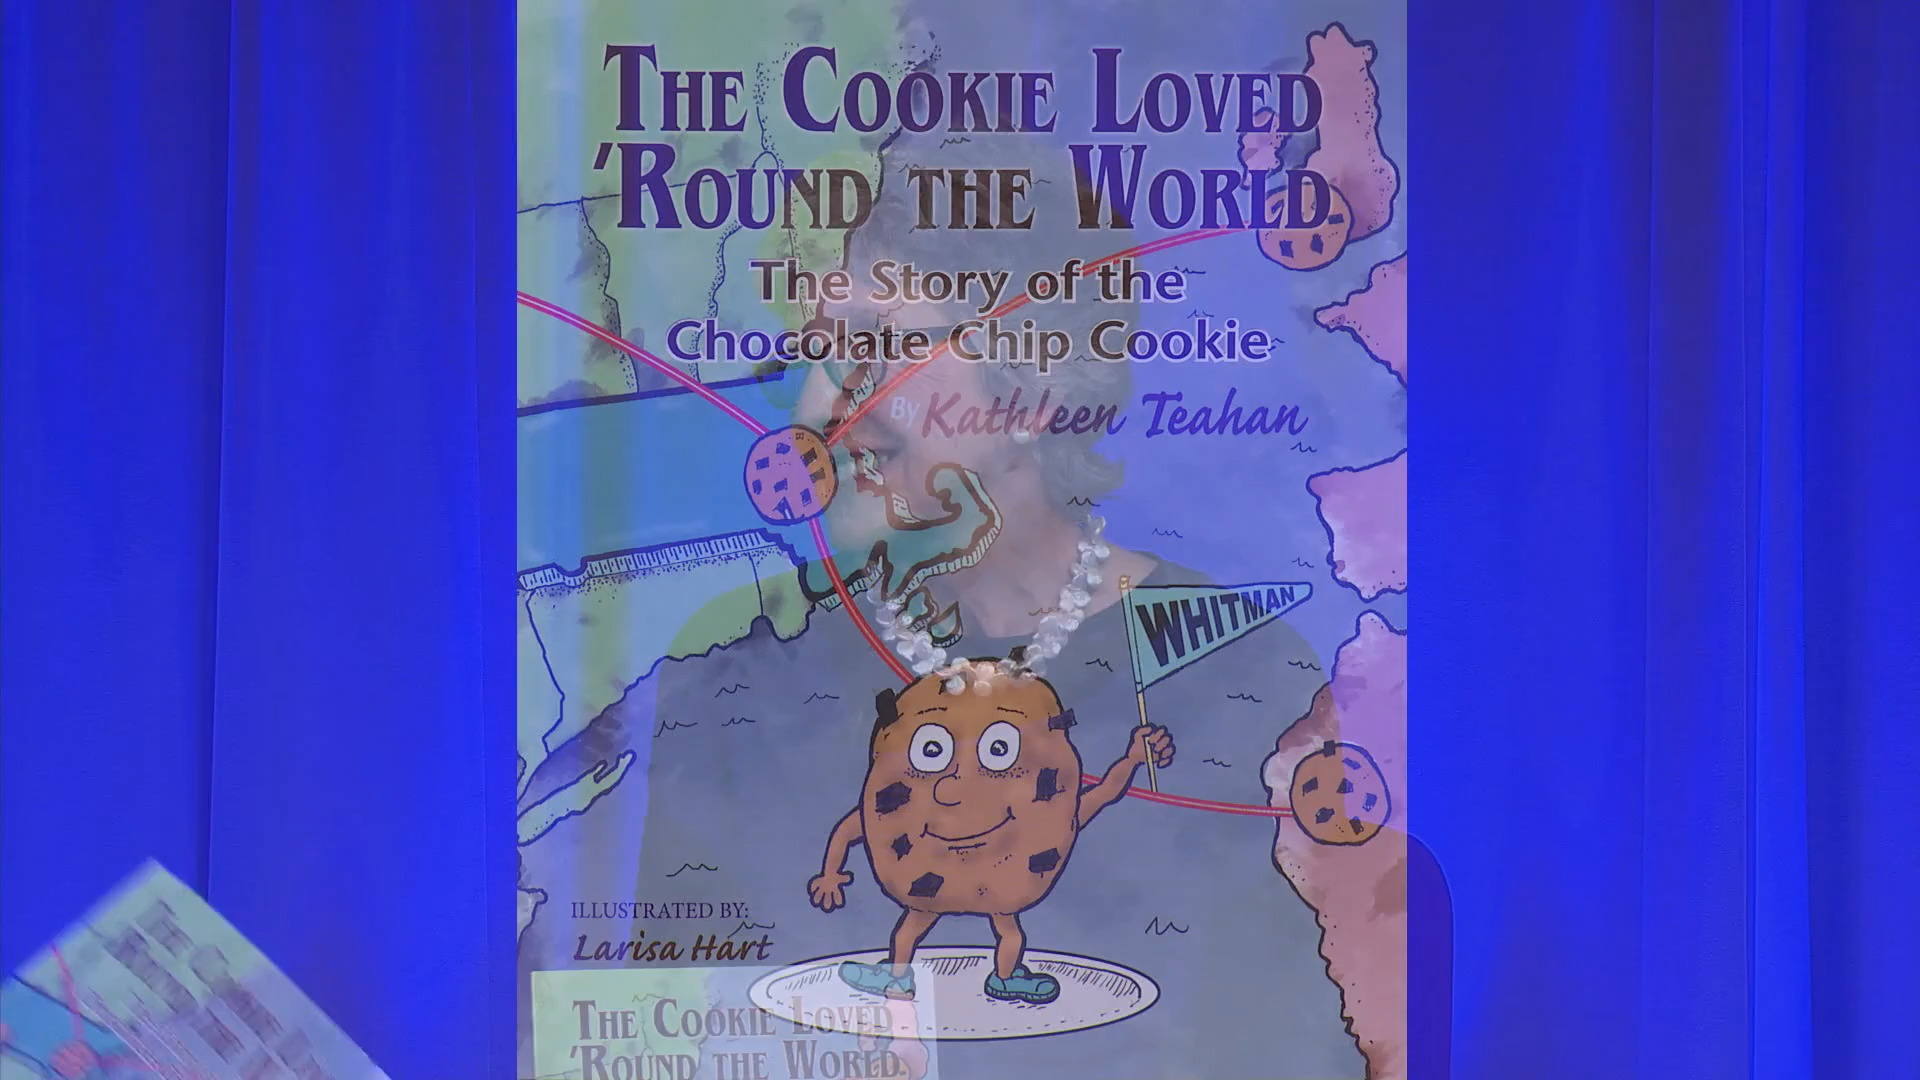 THE COOKIE LOVED
'ROUND THE WORLD
The Story of the
Chocolate Chip Cookie
By Kathleen Teahan
WHITMAN
ILLUSTRATED BY:
Larisa Hart
THE COOKIE LOVED
'ROUND THE WORLD